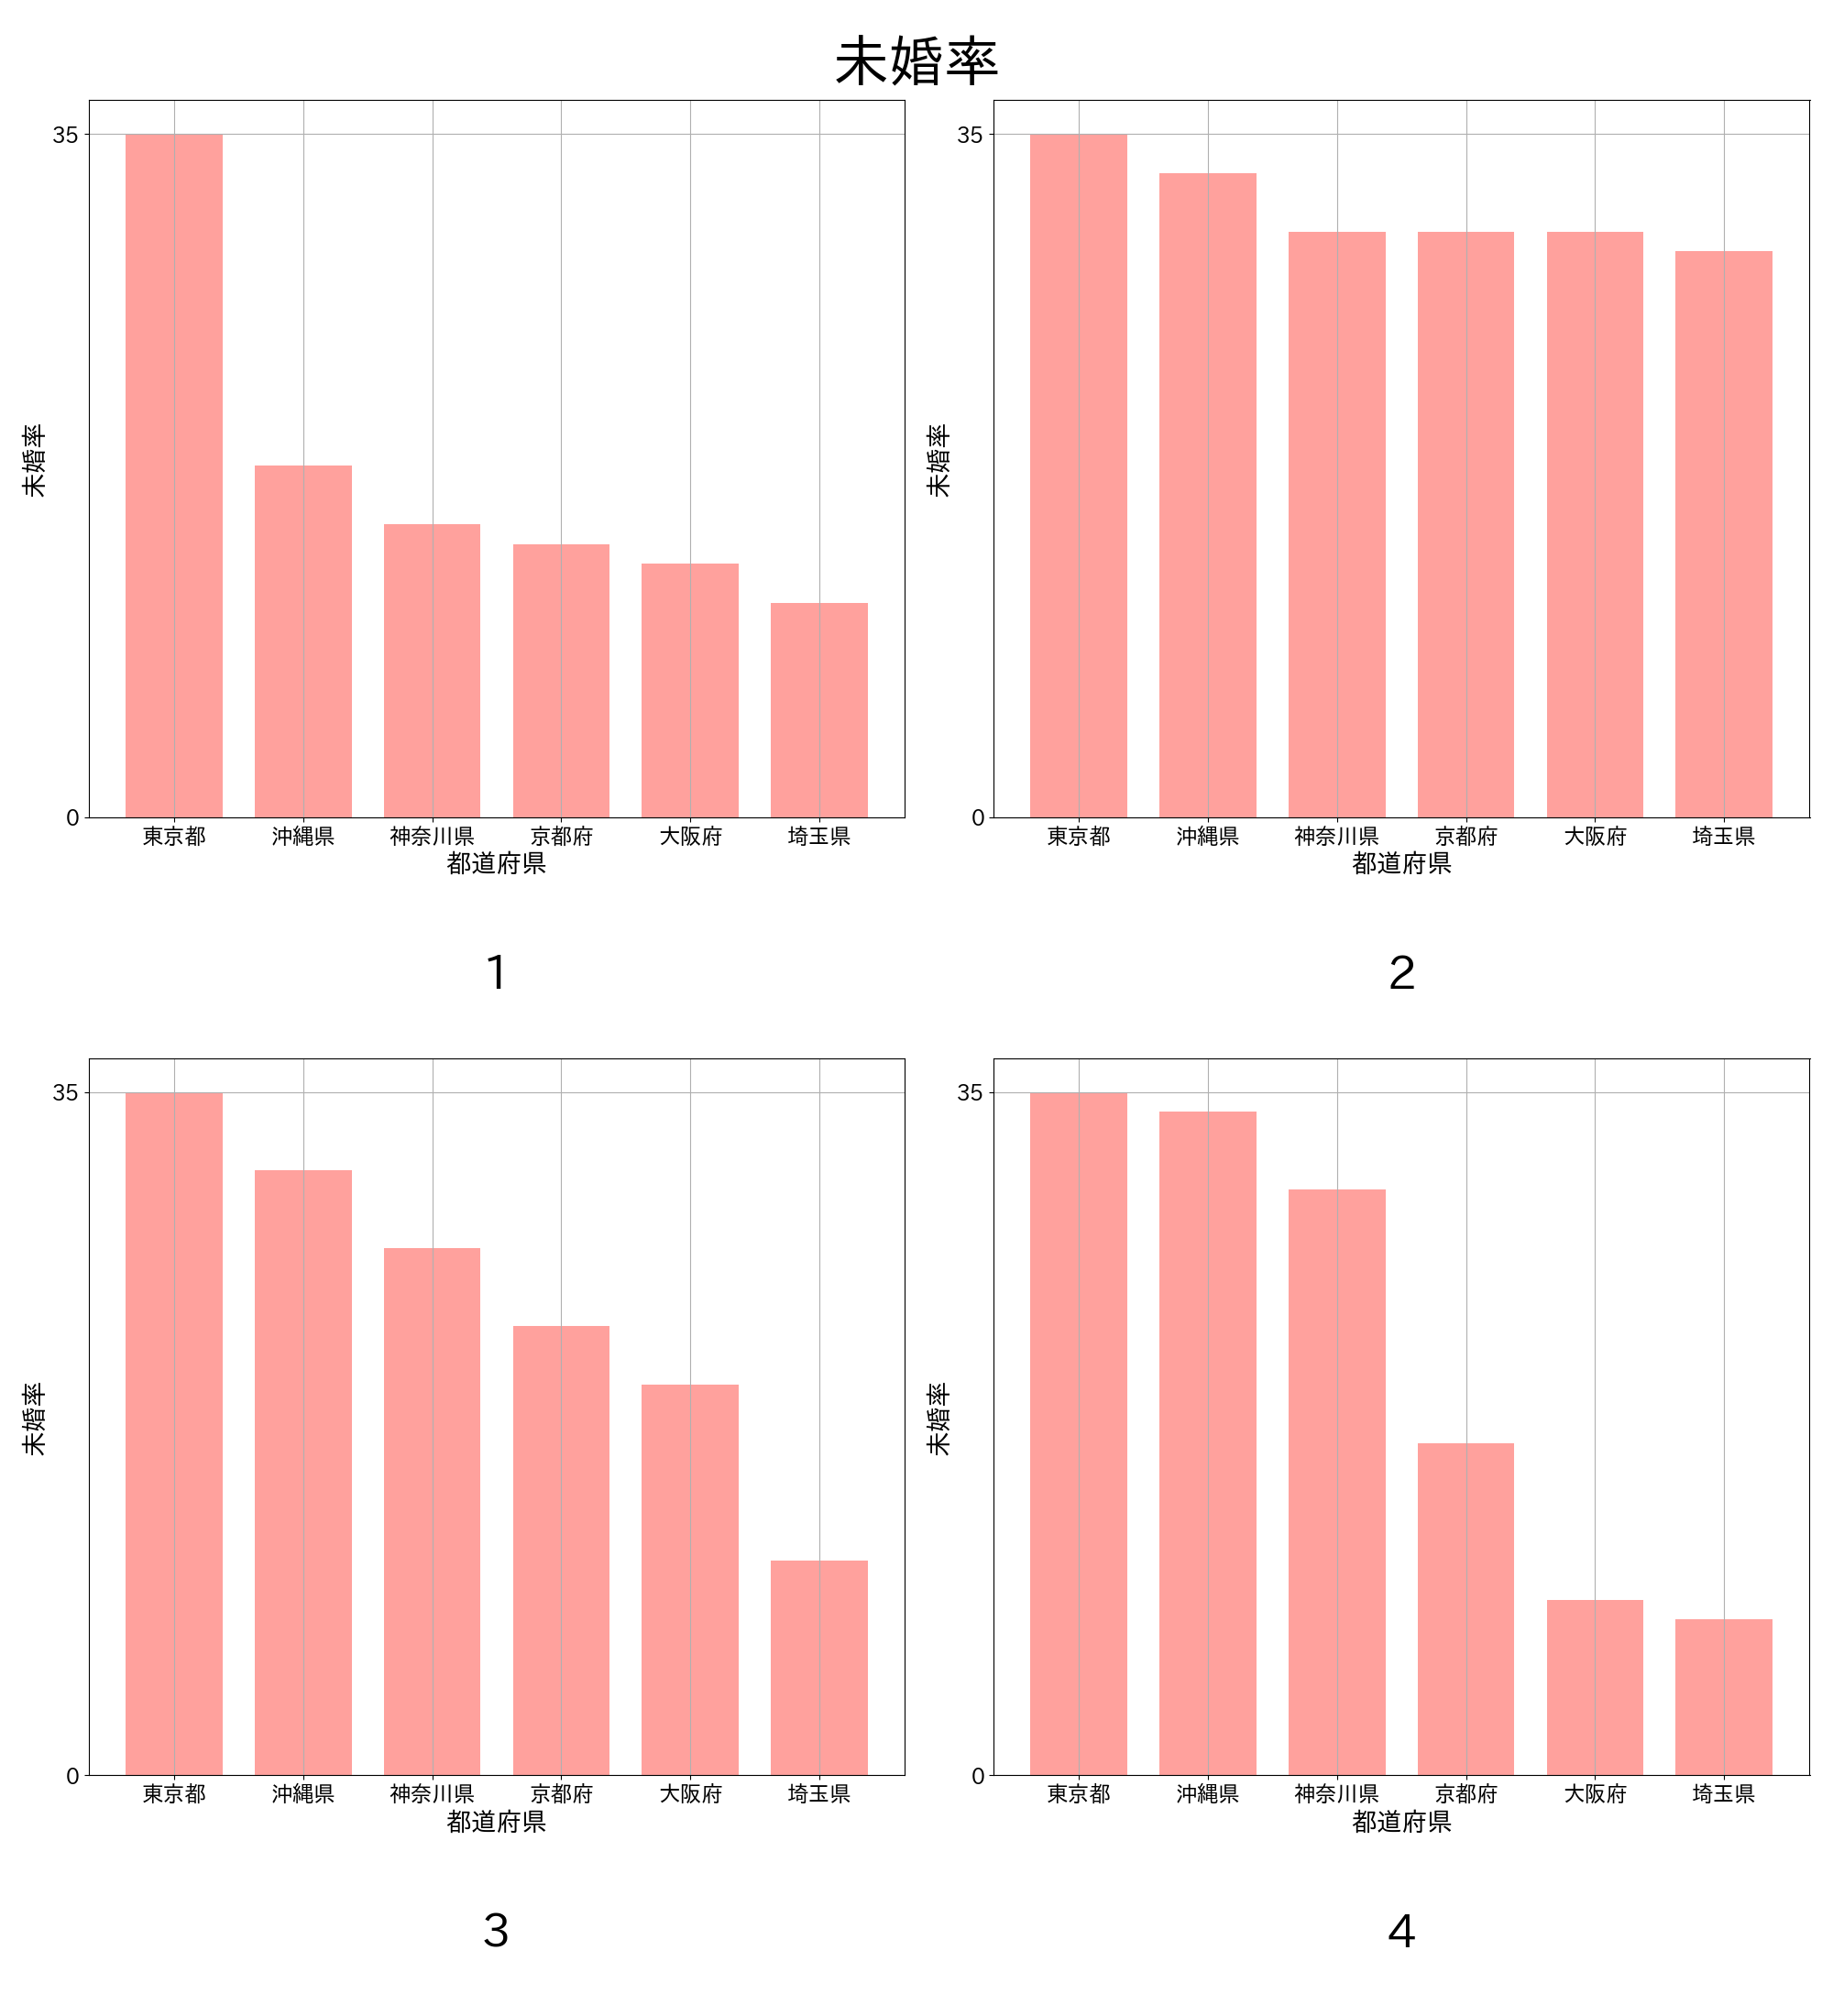 未婚率
35
0
未婚率
東京都 沖縄県 神奈川県 京都府 大阪府 埼玉県
都道府県
1
35
0
未婚率
東京都 沖縄県 神奈川県 京都府 大阪府 埼玉県
都道府県
2
35
0
未婚率
東京都 沖縄県 神奈川県 京都府 大阪府 埼玉県
都道府県
3
35
0
未婚率
東京都 沖縄県 神奈川県 京都府 大阪府 埼玉県
都道府県
4